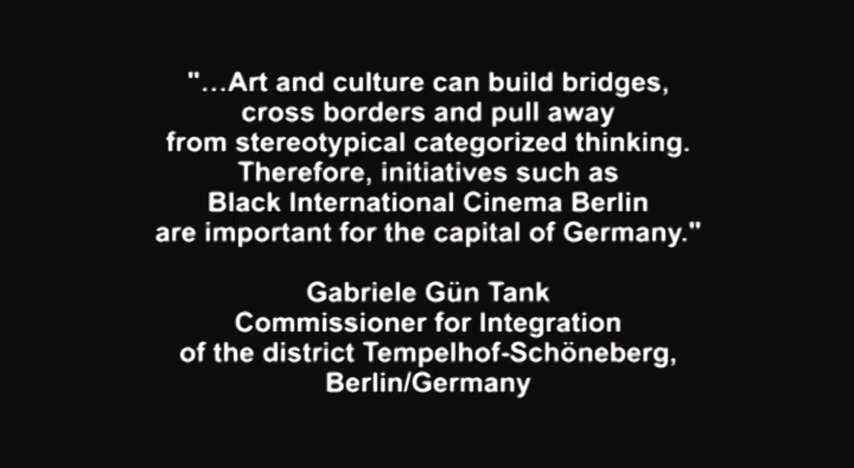 "...Art and culture can build bridges,
cross borders and pull away
from stereotypical categorized thinking.
Therefore, initiatives such as
Black International Cinema Berlin
are important for the capital of Germany."
Gabriele Gün Tank
Commissioner for Integration
of the district Tempelhof-Schöneberg,
Berlin/Germany